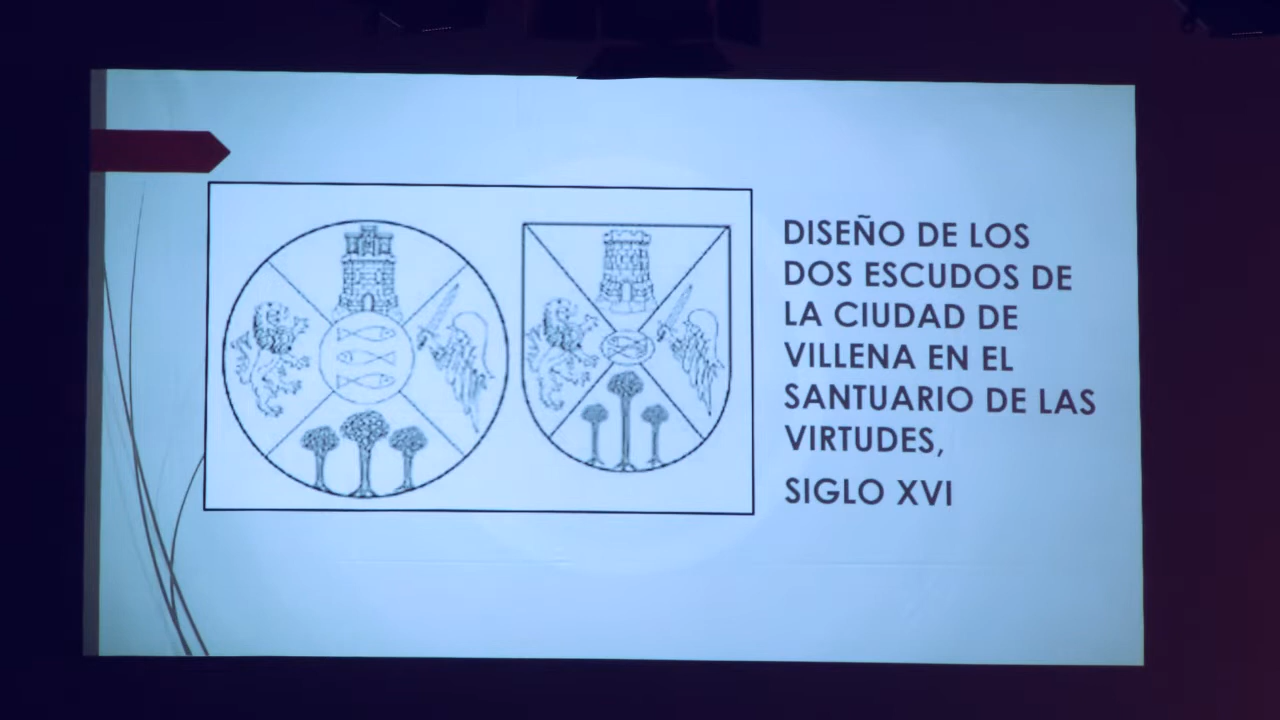 DISEÑO DE LOS
DOS ESCUDOS DE
LA CIUDAD DE
VILLENA EN EL
SANTUARIO DE LAS
VIRTUDES,
SIGLO XVI